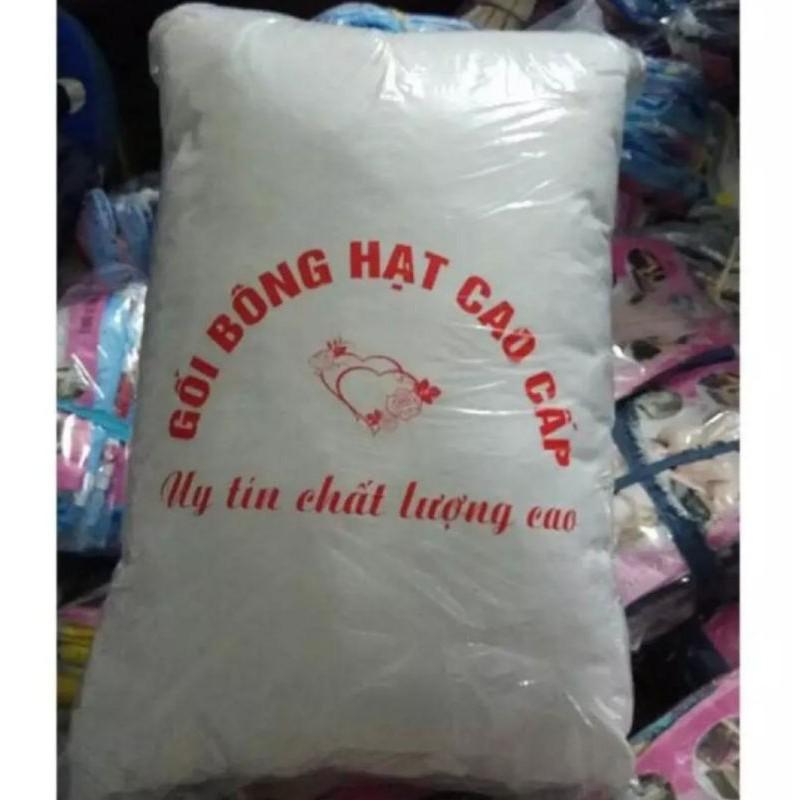 GỐI BÔNG HẠT CAO CẤP
Uy tín chất lượng cao